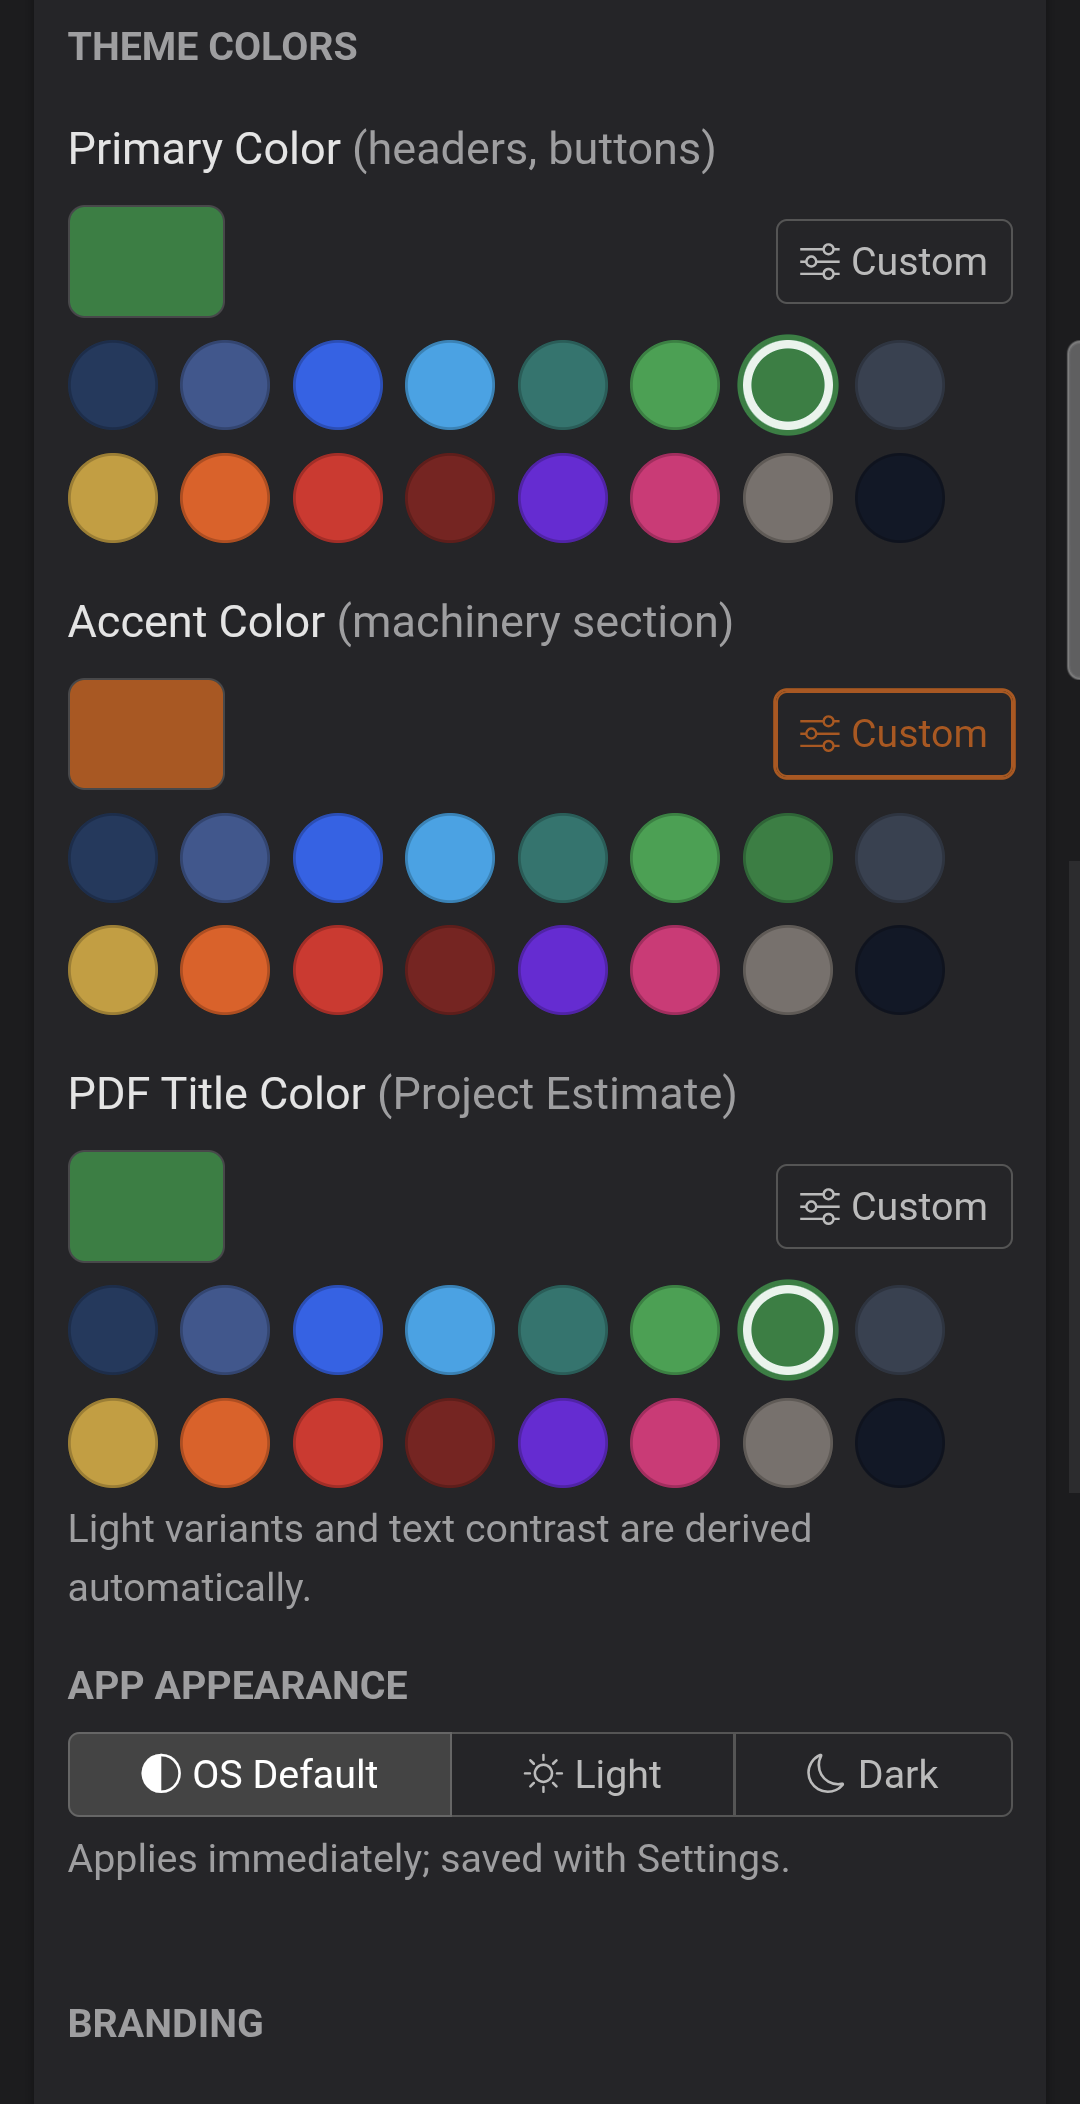 THEME COLORS
Primary Color (headers, buttons)
Custom
Accent Color (machinery section)
Custom
PDF Title Color (Project Estimate)
Custom
Light variants and text contrast are derived
automatically.
APP APPEARANCE
OS Default Light Dark
Applies immediately; saved with Settings.
BRANDING